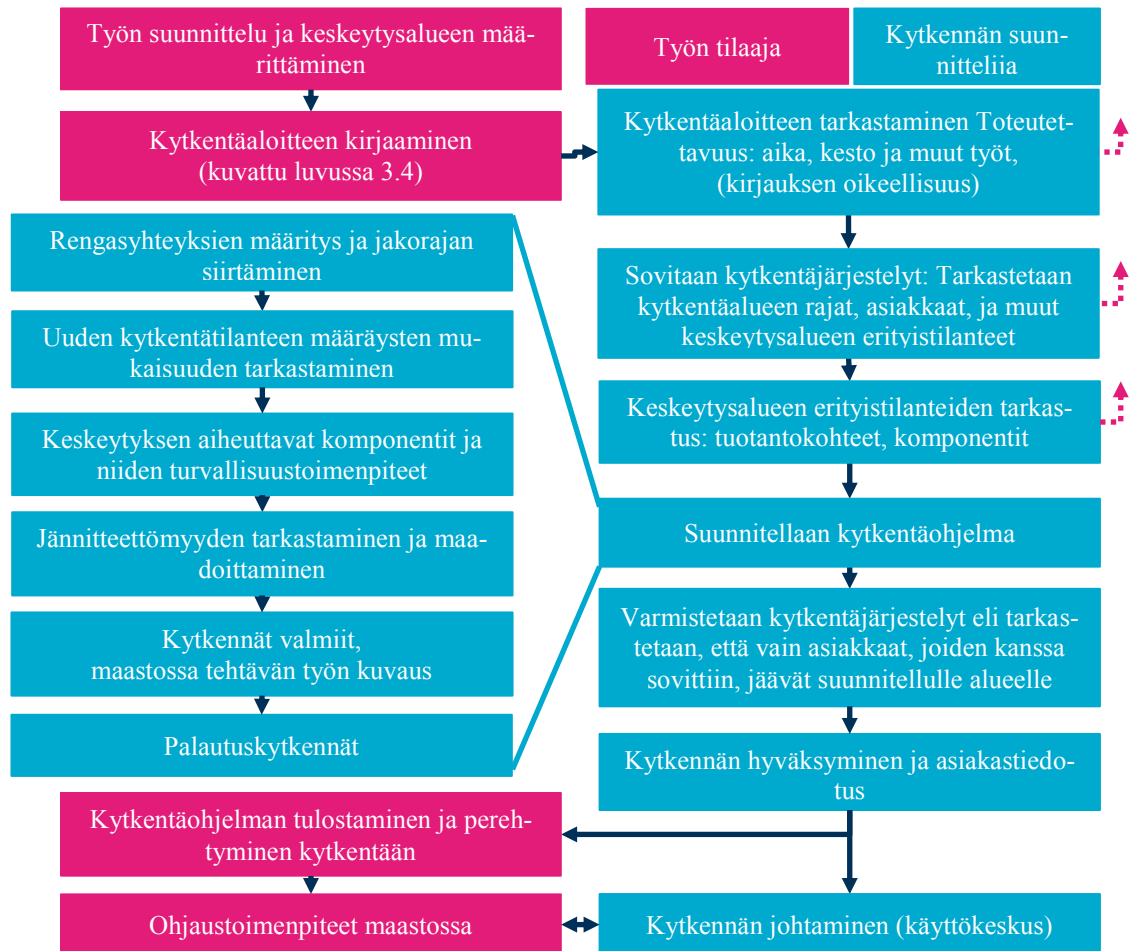 Työn suunnittelu ja keskeytysalueen mää-
rittäminen
Työn tilaaja
Kytkennän suun-
nittelija
Kytkentäaloitteen kirjaaminen
(kuvattu luvussa 3.4)
Kytkentäaloitteen tarkastaminen Toteutet-
tavuus: aika, kesto ja muut työt,
(kirjauksen oikeellisuus)
Rengasyhteyksien määritys ja jakorajan
siirtäminen
Uuden kytkentätilanteen määräysten mu-
kaisuuden tarkastaminen
Keskeytyksen aiheuttavat komponentit ja
niiden turvallisuustoimenpiteet
Jännitteettömyyden tarkastaminen ja maa-
doittaminen
Kytkennät valmiit,
maastossa tehtävän työn kuvaus
Palautuskytkennät
Sovitaan kytkentäjärjestelyt: Tarkastetaan
kytkentäalueen rajat, asiakkaat, ja muut
keskeytysalueen erityistilanteet
Keskeytysalueen erityistilanteiden tarkas-
tus: tuotantokohteet, komponentit
Suunnitellaan kytkentäohjelma
Varmistetaan kytkentäjärjestelyt eli tarkas-
tetaan, että vain asiakkaat, joiden kanssa
sovittiin, jäävät suunnitellulle alueelle
Kytkennän hyväksyminen ja asiakastiedo-
tus
Kytkentäohjelman tulostaminen ja pereh-
tyminen kytkentään
Ohjaustoimenpiteet maastossa
Kytkennän johtaminen (käyttökeskus)